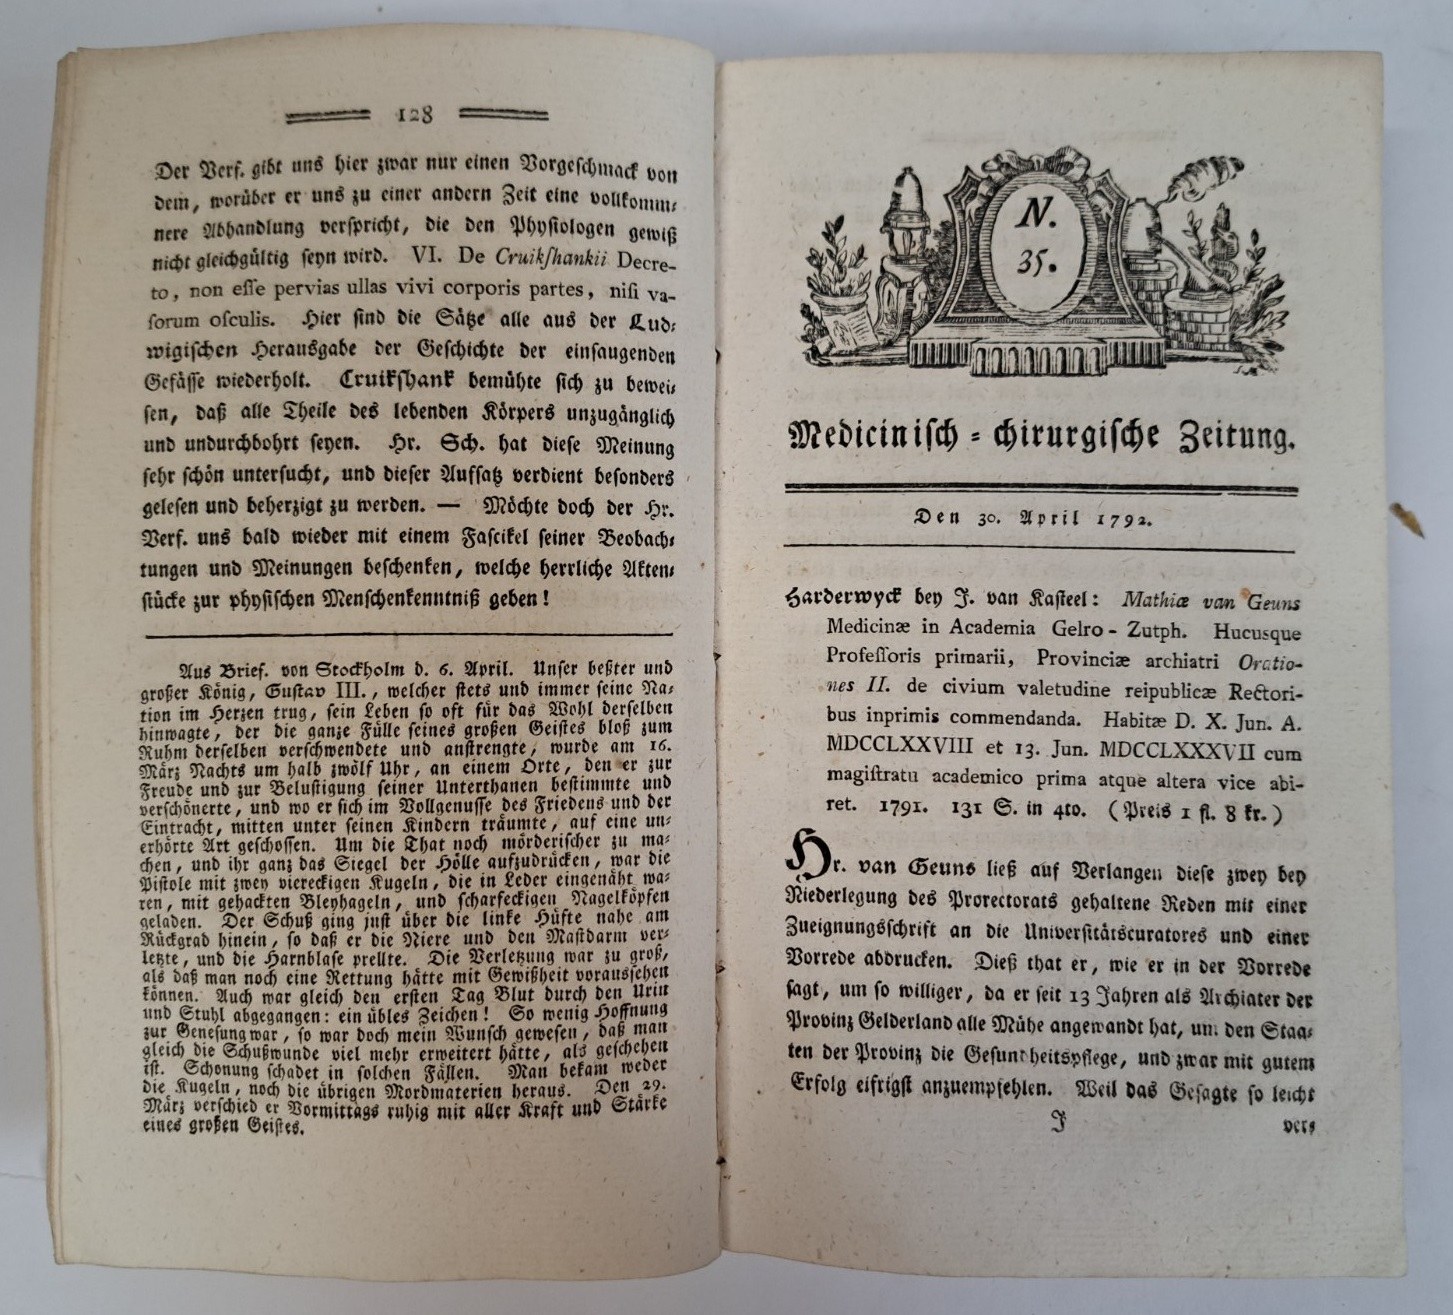 128
Der Verf. gibt uns hier zwar nur einen Vorgeschmack von
dem, worüber er uns zu einer andern Zeit eine vollkomm⸗
nere Abhandlung verspricht, die den Physiologen gewiß
nicht gleichgültig seyn wird. VI. De Cruikſhankii Decre-
to, non eſſe pervias ullas vivi corporis partes, niſi va-
ſorum oſculis. Hier sind die Sätze alle aus der Lud⸗
wigischen Herausgabe der Geschichte der einsaugenden
Gefässe wiederholt. Cruikshank bemühte sich zu bewei⸗
sen, daß alle Theile des lebenden Körpers unzugänglich
und undurchbohrt seyen. Hr. Sch. hat diese Meinung
sehr schön untersucht, und dieser Aufsatz verdient besonders
gelesen und beherzigt zu werden. — Möchte doch der Hr.
Verf. uns bald wieder mit einem Fascikel seiner Beobach⸗
tungen und Meinungen beschenken, welche herrliche Akten⸗
stücke zur physischen Menschenkenntniß geben!
Aus Brief. von Stockholm d. 6. April. Unser beßter und
großer König, Gustav III., welcher stets und immer seine Na⸗
tion im Herzen trug, sein Leben so oft für das Wohl derselben
hinwagte, der die ganze Fülle seines großen Geistes bloß zum
Ruhm derselben verschwendete und anstrengte, wurde am 16.
März Nachts um halb zwölf Uhr, an einem Orte, den er zur
Freude und zur Belustigung seiner Unterthanen bestimmte und
verschönerte, und wo er sich im Vollgenusse des Friedens und der
Eintracht, mitten unter seinen Kindern träumte, auf eine un⸗
erhörte Art geschossen. Um die That noch mörderischer zu ma⸗
chen, und ihr ganz das Siegel der Hölle aufzudrücken, war die
Pistole mit zwey viereckigen Kugeln, die in Leder eingenäht wa⸗
ren, mit gehackten Bleyhageln, und scharfeckigen Nagelköpfen
geladen. Der Schuß ging just über die linke Hüfte nahe am
Rückgrad hinein, so daß er die Niere und den Mastdarm ver⸗
letzte, und die Harnblase prellte. Die Verletzung war zu groß,
als daß man noch eine Rettung hätte mit Gewißheit voraussehen
können. Auch war gleich den ersten Tag Blut durch den Urin
und Stuhl abgegangen: ein übles Zeichen! So wenig Hoffnung
zur Genesung war, so war doch mein Wunsch gewesen, daß man
gleich die Schußwunde viel mehr erweitert hätte, als geschehen
ist. Schonung schadet in solchen Fällen. Man bekam weder
die Kugeln, noch die übrigen Mordmaterien heraus. Den 29.
März verschied er Vormittags ruhig mit aller Kraft und Stärke
eines großen Geistes.
N.
35.
Medicinisch⸗chirurgische Zeitung.
Den 30. April 1792.
Harderwyck bey J. van Kasteel: Mathiæ van Geuns
Medicinæ in Academia Gelro-Zutph. Hucusque
Profeſſoris primarii, Provinciæ archiatri Oratio-
nes II. de civium valetudine reipublicæ Rectori-
bus inprimis commendanda. Habitæ D. X. Jun. A.
MDCCLXXVIII et 13. Jun. MDCCLXXXVII cum
magiſtratu academico prima atque altera vice abi-
ret. 1791. 131 S. in 4to. (Preis 1 fl. 8 kr.)
Hr. van Geuns ließ auf Verlangen diese zwey bey
Niederlegung des Prorectorats gehaltene Reden mit einer
Zueignungsschrift an die Universitätscuratores und einer
Vorrede abdrucken. Dieß that er, wie er in der Vorrede
sagt, um so williger, da er seit 13 Jahren als Archiater der
Provinz Gelderland alle Mühe angewandt hat, um den Staa⸗
ten der Provinz die Gesundheitspflege, und zwar mit gutem
Erfolg eifrigst anzuempfehlen. Weil das Gesagte so leicht
J
ver⸗